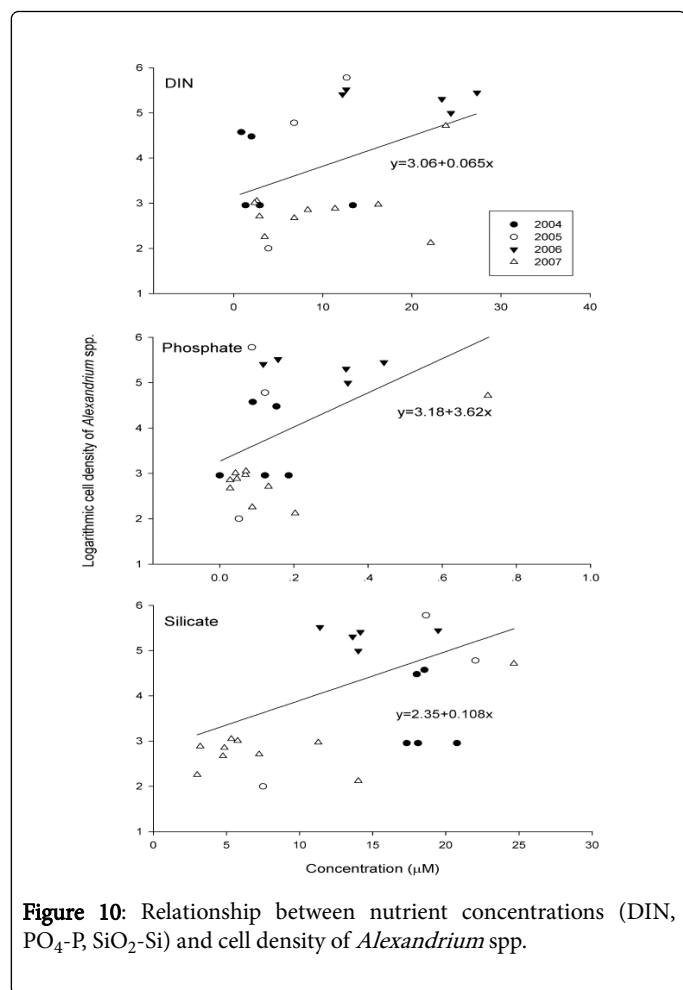 DIN
6
5
4
3
2
1
0 10 20 30 40
y=3.06+0.065x
2004
2005
2006
2007
Logarithmic cell density of Alexandrium spp.
Phosphate
6
5
4
3
2
1
0.0 .2 .4 .6 .8 1.0
y=3.18+3.62x
Silicate
6
5
4
3
2
1
0 5 10 15 20 25 30
y=2.35+0.108x
Concentration (μM)
Figure 10: Relationship between nutrient concentrations (DIN,
PO₄-P, SiO₂-Si) and cell density of Alexandrium spp.